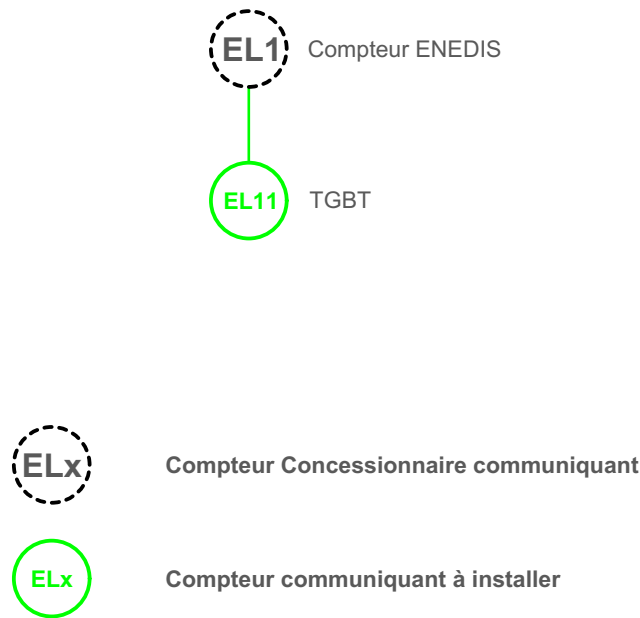 EL1 Compteur ENEDIS
EL11 TGBT
ELx Compteur Concessionnaire communiquant
ELx Compteur communiquant à installer